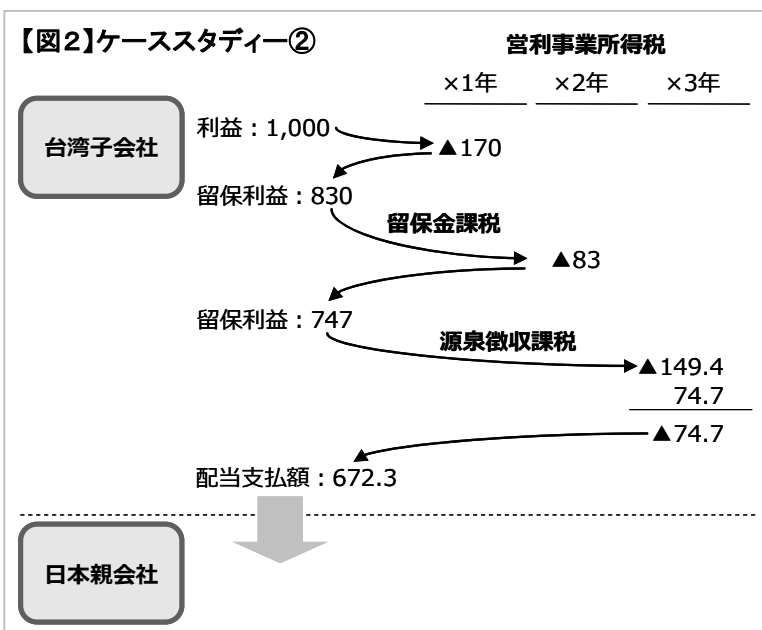 【図2】ケーススタディー②
営利事業所得税
×1年 ×2年 ×3年
台湾子会社
利益：1,000
▲170
留保利益：830
留保金課税
▲83
留保利益：747
源泉徴収課税
▲149.4
74.7
▲74.7
配当支払額：672.3
日本親会社